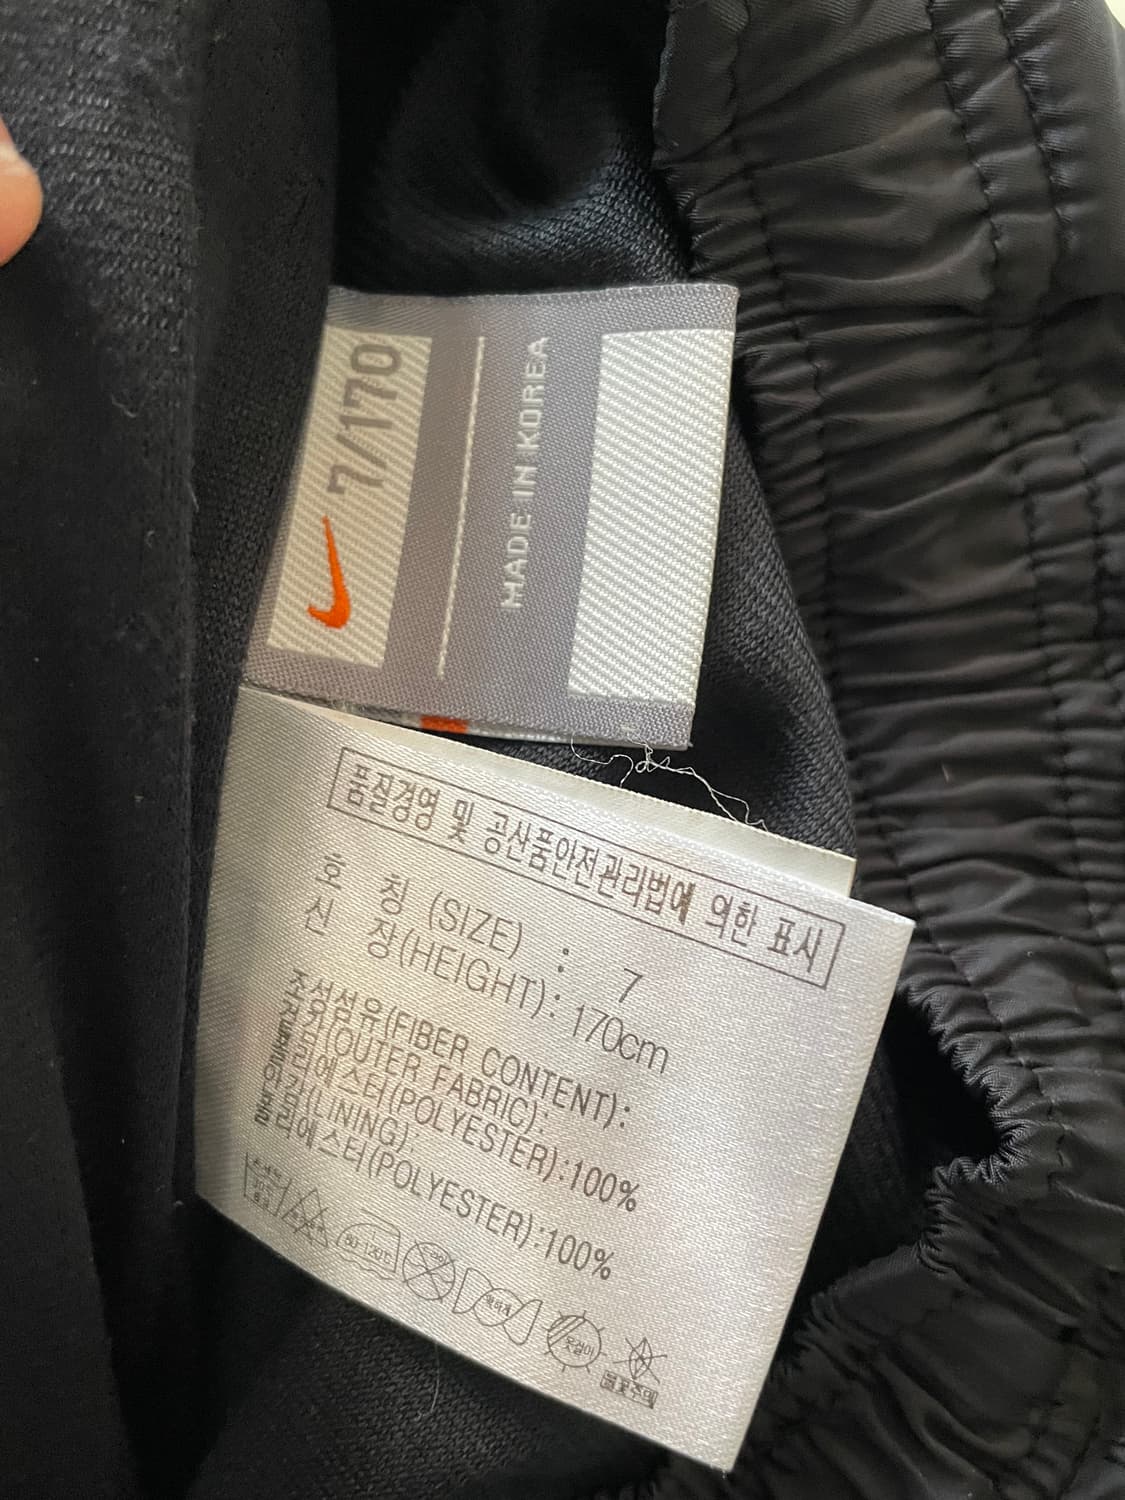 7/170
MADE IN KOREA
품질경영 및 공산품안전관리법에 의한 표시
호 칭 (SIZE) : 7
신 장(HEIGHT): 170cm
조성섬유(FIBER CONTENT):
겉감(OUTER FABRIC):
폴리에스터(POLYESTER):100%
안감(LINING):
폴리에스터(POLYESTER):100%